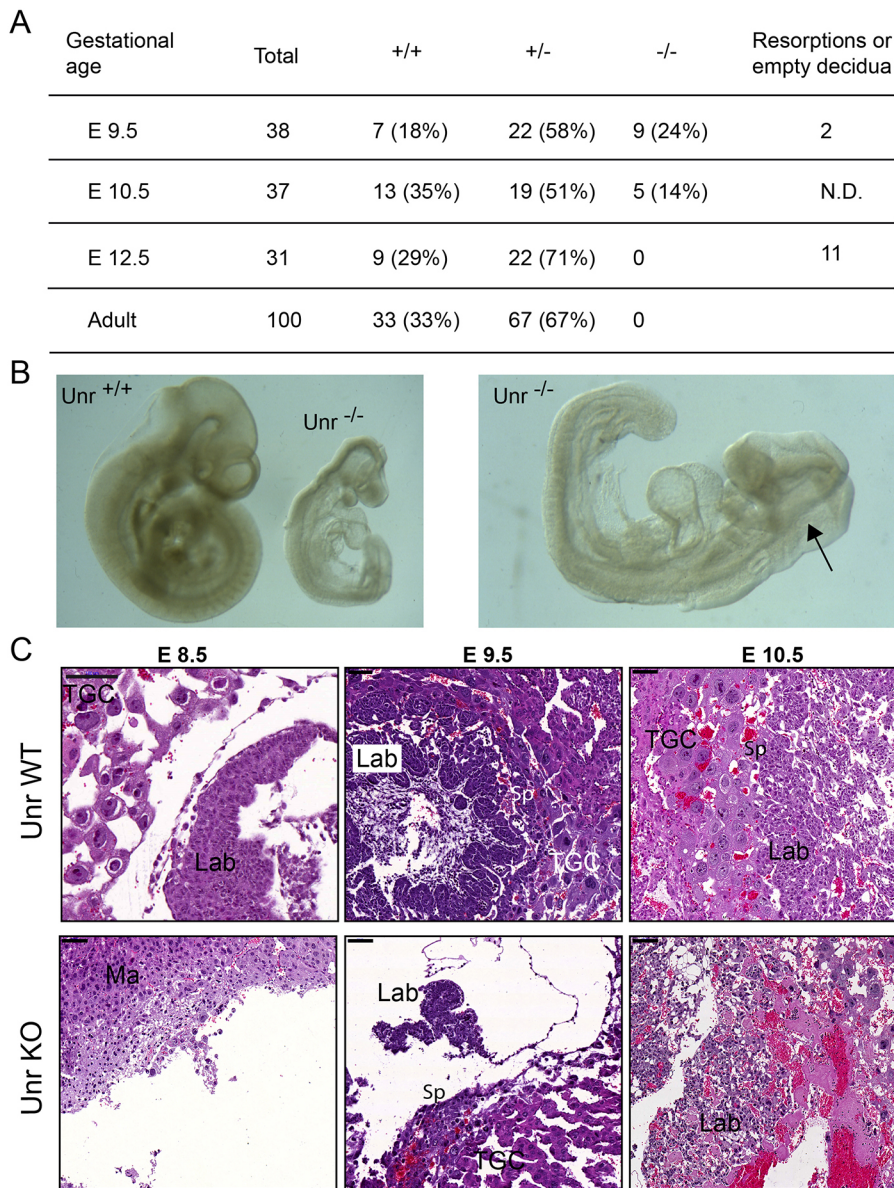 A
Gestational age Total +/+ +/- -/- Resorptions or empty decidua
E 9.5 38 7 (18%) 22 (58%) 9 (24%) 2
E 10.5 37 13 (35%) 19 (51%) 5 (14%) N.D.
E 12.5 31 9 (29%) 22 (71%) 0 11
Adult 100 33 (33%) 67 (67%) 0
B
Unr +/+
Unr -/-
Unr -/-
C
E 8.5 E 9.5 E 10.5
Unr WT
TGC
Lab
Lab
Sp
TGC
TGC
Sp
Lab
Unr KO
Ma
Lab
Sp
TGC
Lab